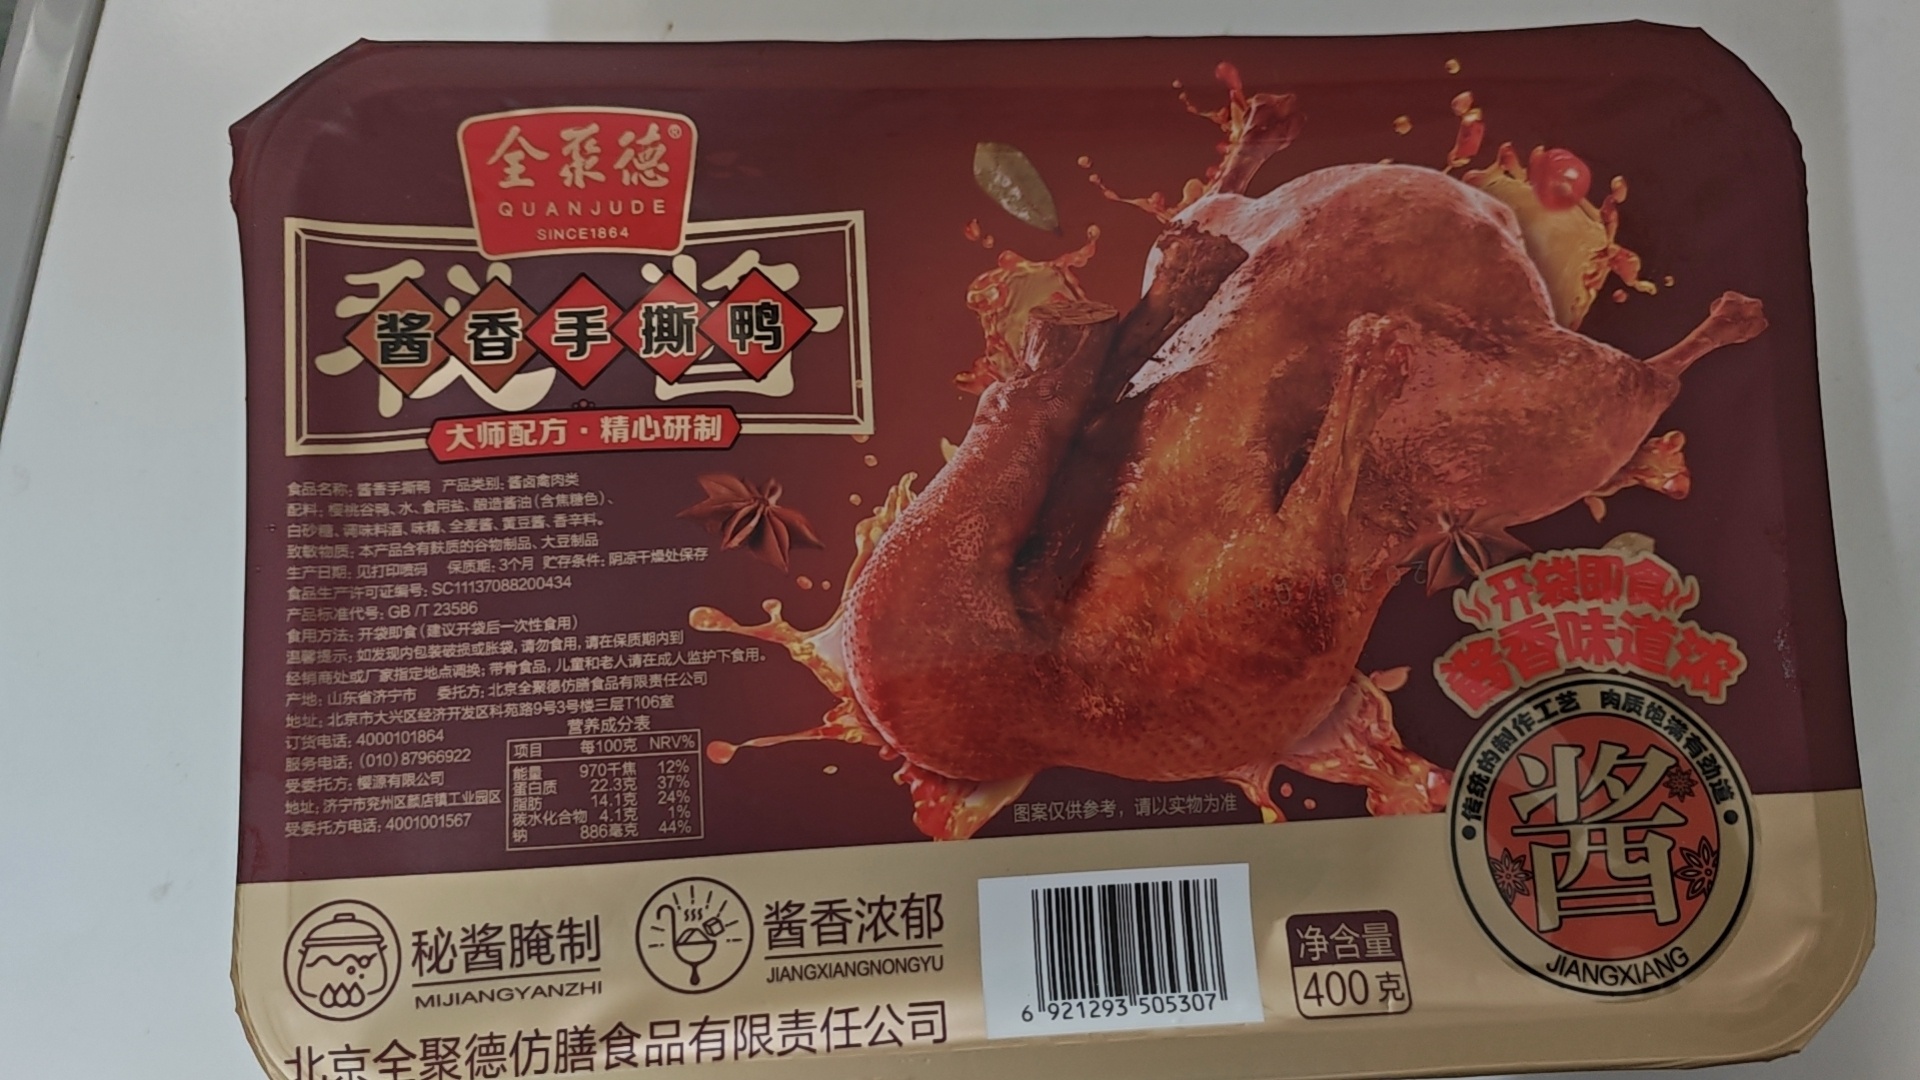 全聚德®
QUANJUDE
SINCE1864
秘酱
酱香手撕鸭
大师配方·精心研制
食品名称: 酱香手撕鸭 产品类别: 酱卤禽肉类
配料: 樱桃谷鸭、水、食用盐、酿造酱油(含焦糖色)、
白砂糖、调味料酒、味精、全麦酱、黄豆酱、香辛料。
致敏物质: 本产品含有麸质的谷物制品、大豆制品
生产日期: 见打印喷码 保质期: 3个月 贮存条件: 阴凉干燥处保存
食品生产许可证编号: SC11137088200434
产品标准代号: GB /T 23586
食用方法: 开袋即食(建议开袋后一次性食用)
温馨提示: 如发现内包装破损或胀袋, 请勿食用, 请在保质期内到
经销商处或厂家指定地点调换; 带骨食品, 儿童和老人请在成人监护下食用。
产地: 山东省济宁市 委托方: 北京全聚德仿膳食品有限责任公司
地址: 北京市大兴区经济开发区科苑路9号3号楼三层T106室
订货电话: 4000101864
服务电话: (010) 87966922
受委托方: 樱源有限公司
地址: 济宁市兖州区颜店镇工业园区
受委托方电话: 4001001567
营养成分表
项目 每100克 NRV%
能量 970千焦 12%
蛋白质 22.3克 37%
脂肪 14.1克 24%
碳水化合物 4.1克 1%
钠 886毫克 44%
图案仅供参考，请以实物为准
开袋即食
酱香味道浓
传统的制作工艺 肉质饱满有劲道
酱
JIANGXIANG
秘酱腌制
MIJIANGYANZHI
酱香浓郁
JIANGXIANGNONGYU
6 921293 505307
净含量
400克
北京全聚德仿膳食品有限责任公司